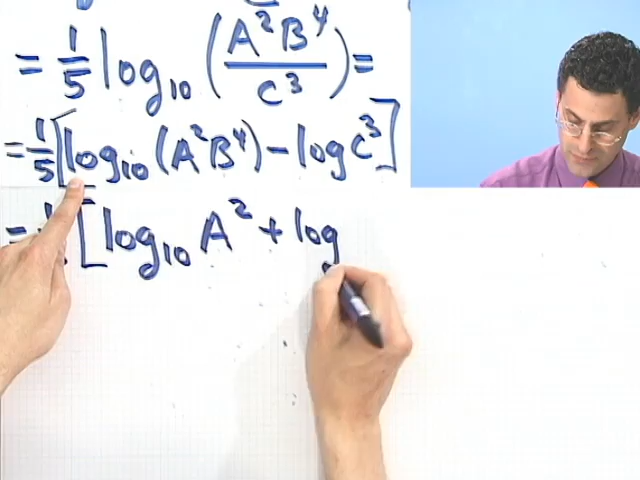 = 1/5 log₁₀ (A²B⁴/C³) =
= 1/5 [log₁₀ (A²B⁴) - log C³]
= [log₁₀ A² + log